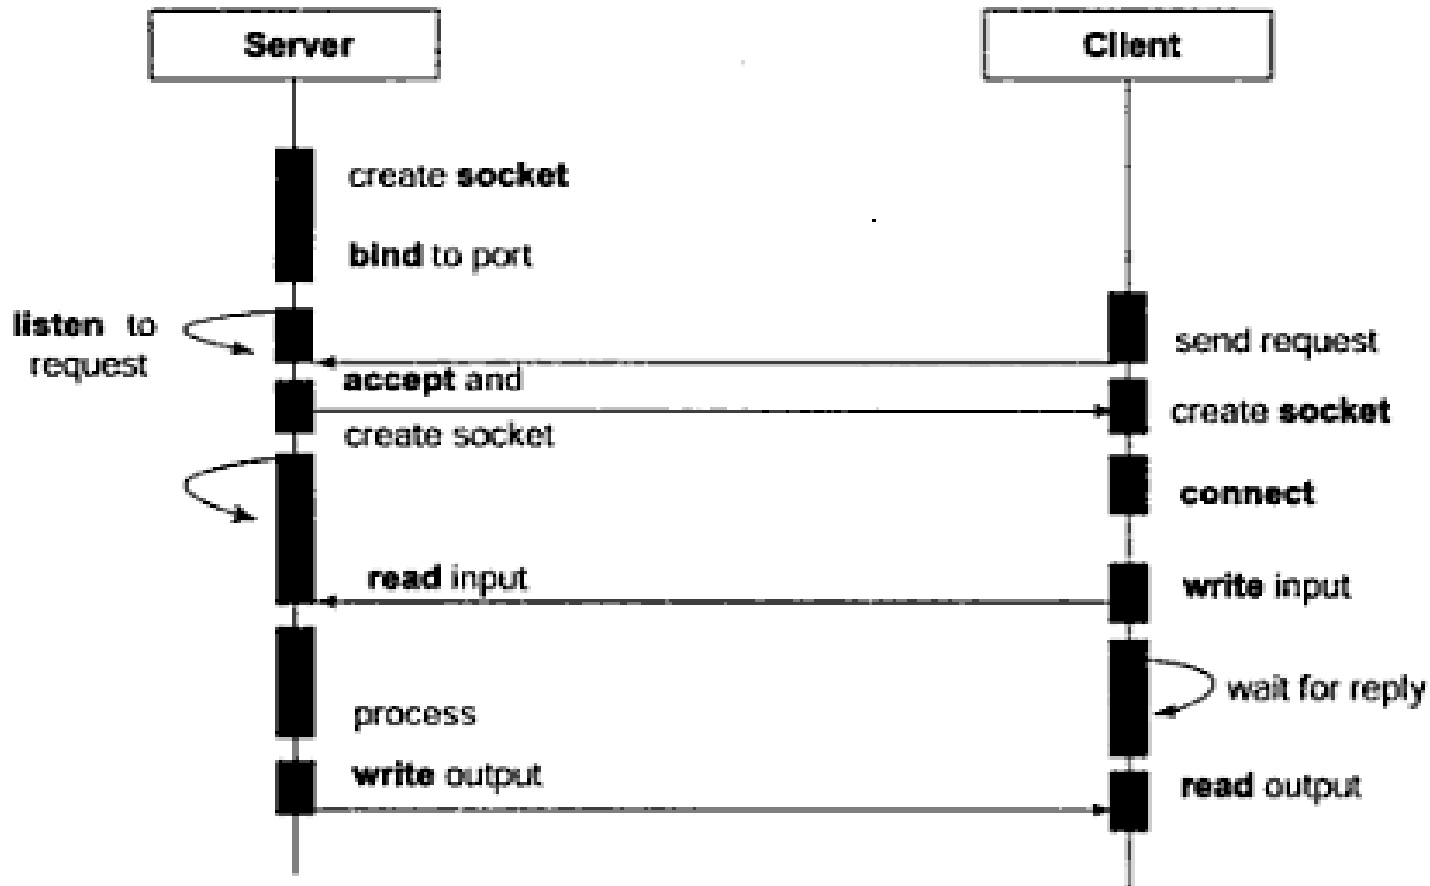 Server
Client
create socket
bind to port
listen to
request
send request
accept and
create socket
create socket
connect
read input
write input
wait for reply
process
write output
read output